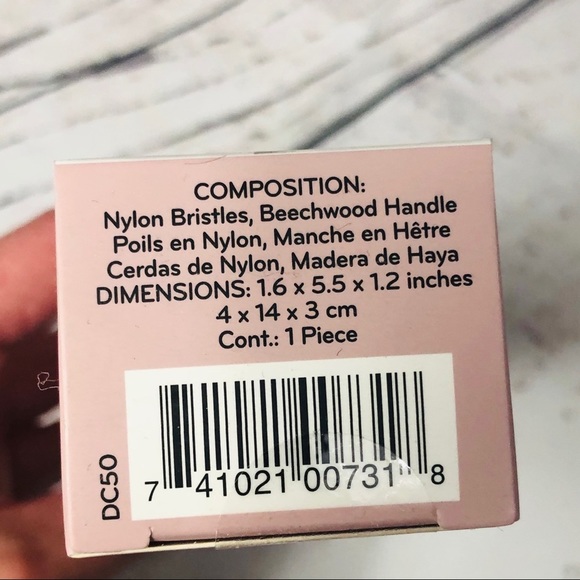 COMPOSITION:
Nylon Bristles, Beechwood Handle
Poils en Nylon, Manche en Hêtre
Cerdas de Nylon, Madera de Haya
DIMENSIONS: 1.6 x 5.5 x 1.2 inches
4 x 14 x 3 cm
Cont.: 1 Piece
DC50
7 41021 00731 8